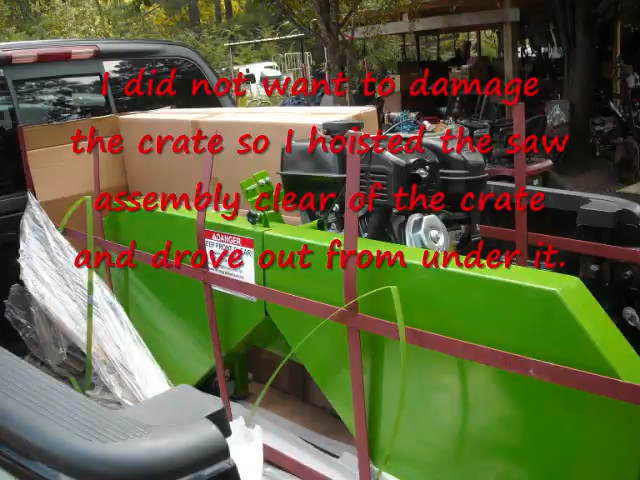 I did not want to damage
the crate so I hoisted the saw
assembly clear of the crate
and drove out from under it.
DANGER